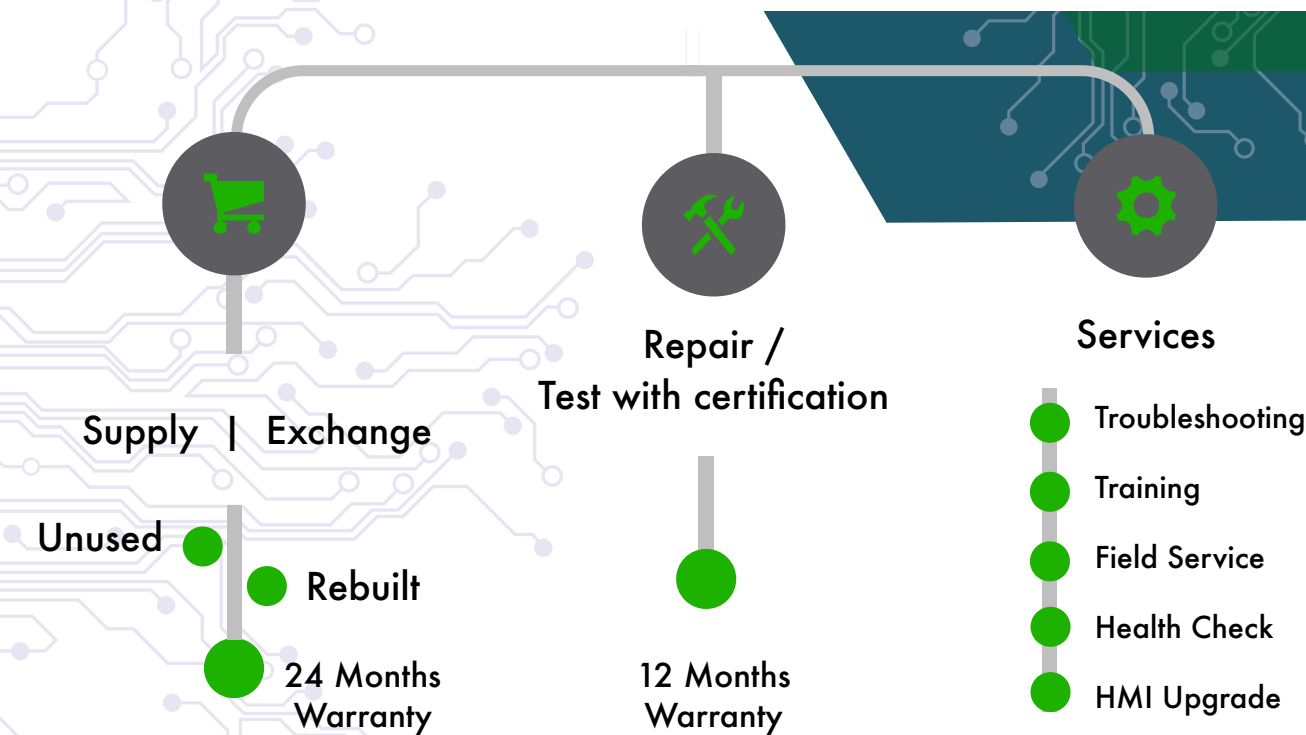 Supply | Exchange
Unused
Rebuilt
24 Months
Warranty
Repair /
Test with certification
12 Months
Warranty
Services
Troubleshooting
Training
Field Service
Health Check
HMI Upgrade